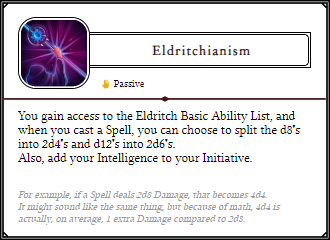 Eldritchianism
Passive
You gain access to the Eldritch Basic Ability List, and
when you cast a Spell, you can choose to split the d8's
into 2d4's and d12's into 2d6's.
Also, add your Intelligence to your Initiative.
For example, if a Spell deals 2d8 Damage, that becomes 4d4.
It might sound like the same thing, but because of math, 4d4 is
actually, on average, 1 extra Damage compared to 2d8.